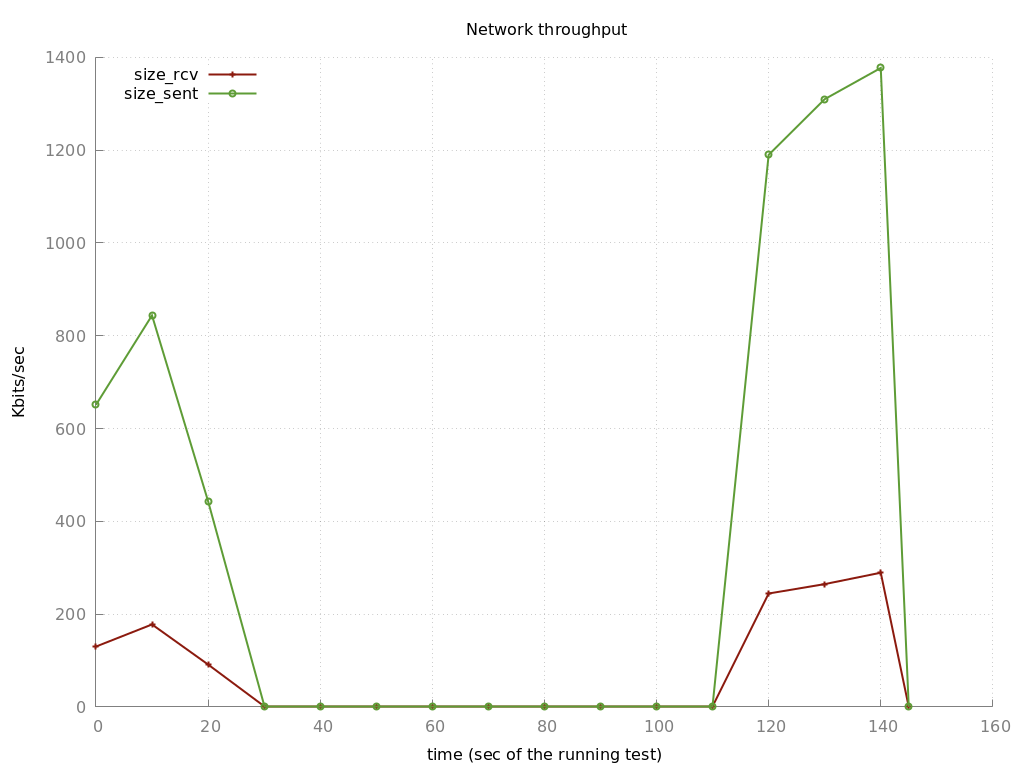 Network throughput
1400
1200
1000
800
600
400
200
0
Kbits/sec
size_rcv
size_sent
0 20 40 60 80 100 120 140 160
time (sec of the running test)